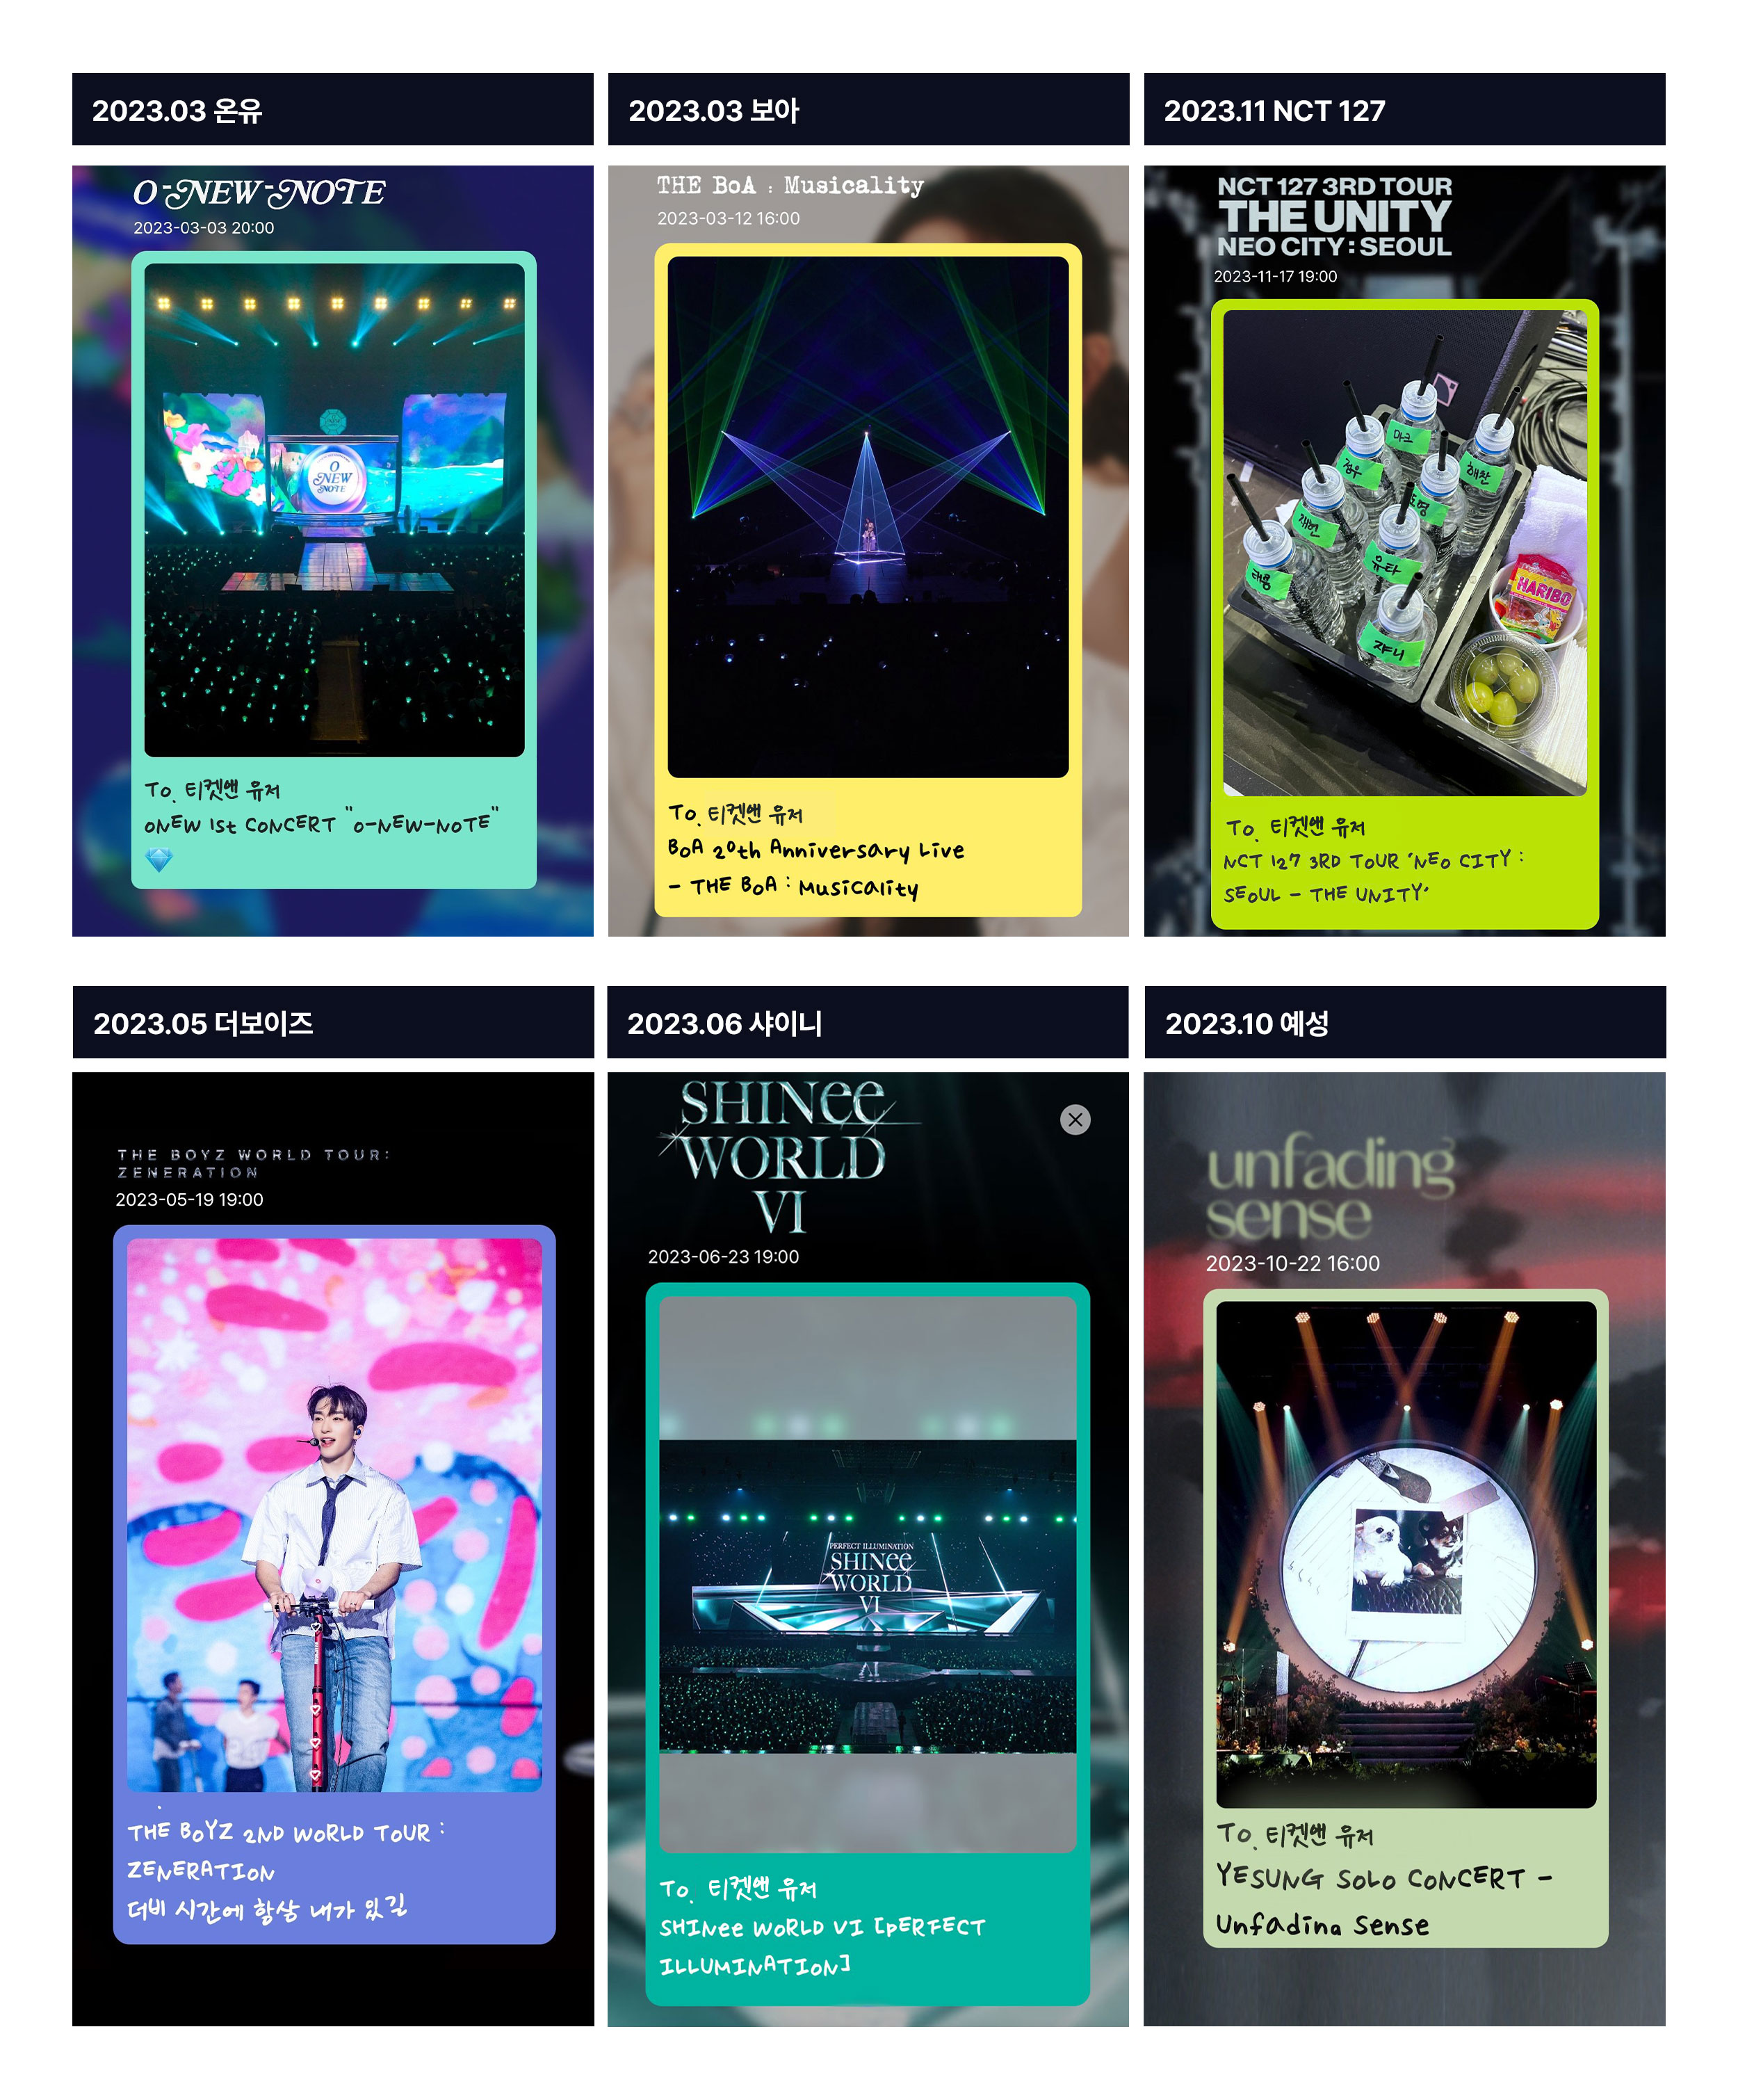 2023.03 온유
O-NEW-NOTE
2023-03-03 20:00
O
NEW
NOTE
To. 티켓앤 유저
ONEW 1st CONCERT "O-NEW-NOTE"
2023.03 보아
THE BoA : Musicality
2023-03-12 16:00
To. 티켓앤 유저
BoA 20th Anniversary Live
- THE BoA : Musicality
2023.11 NCT 127
NCT 127 3RD TOUR
THE UNITY
NEO CITY : SEOUL
2023-11-17 19:00
마크
정우
해찬
도영
재현
유타
태용
쟈니
HARIBO
To. 티켓앤 유저
NCT 127 3RD TOUR 'NEO CITY :
SEOUL - THE UNITY'
2023.05 더보이즈
THE BOYZ WORLD TOUR:
ZENERATION
2023-05-19 19:00
THE BOYZ 2ND WORLD TOUR :
ZENERATION
더비 시간에 항상 내가 있길
2023.06 샤이니
SHINee
WORLD
VI
2023-06-23 19:00
PERFECT ILLUMINATION
SHINee
WORLD
VI
To. 티켓앤 유저
SHINee WORLD VI [PERFECT
ILLUMINATION]
2023.10 예성
unfading
sense
2023-10-22 16:00
To. 티켓앤 유저
YESUNG SOLO CONCERT -
Unfading Sense